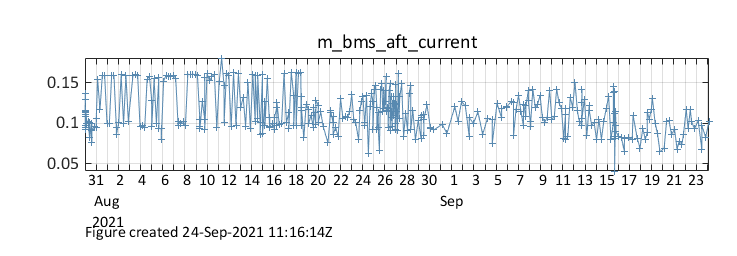 m_bms_aft_current
0.15
0.1
0.05
31 2 4 6 8 10 12 14 16 18 20 22 24 26 28 30 1 3 5 7 9 11 13 15 17 19 21 23
Aug Sep
2021
Figure created 24-Sep-2021 11:16:14Z